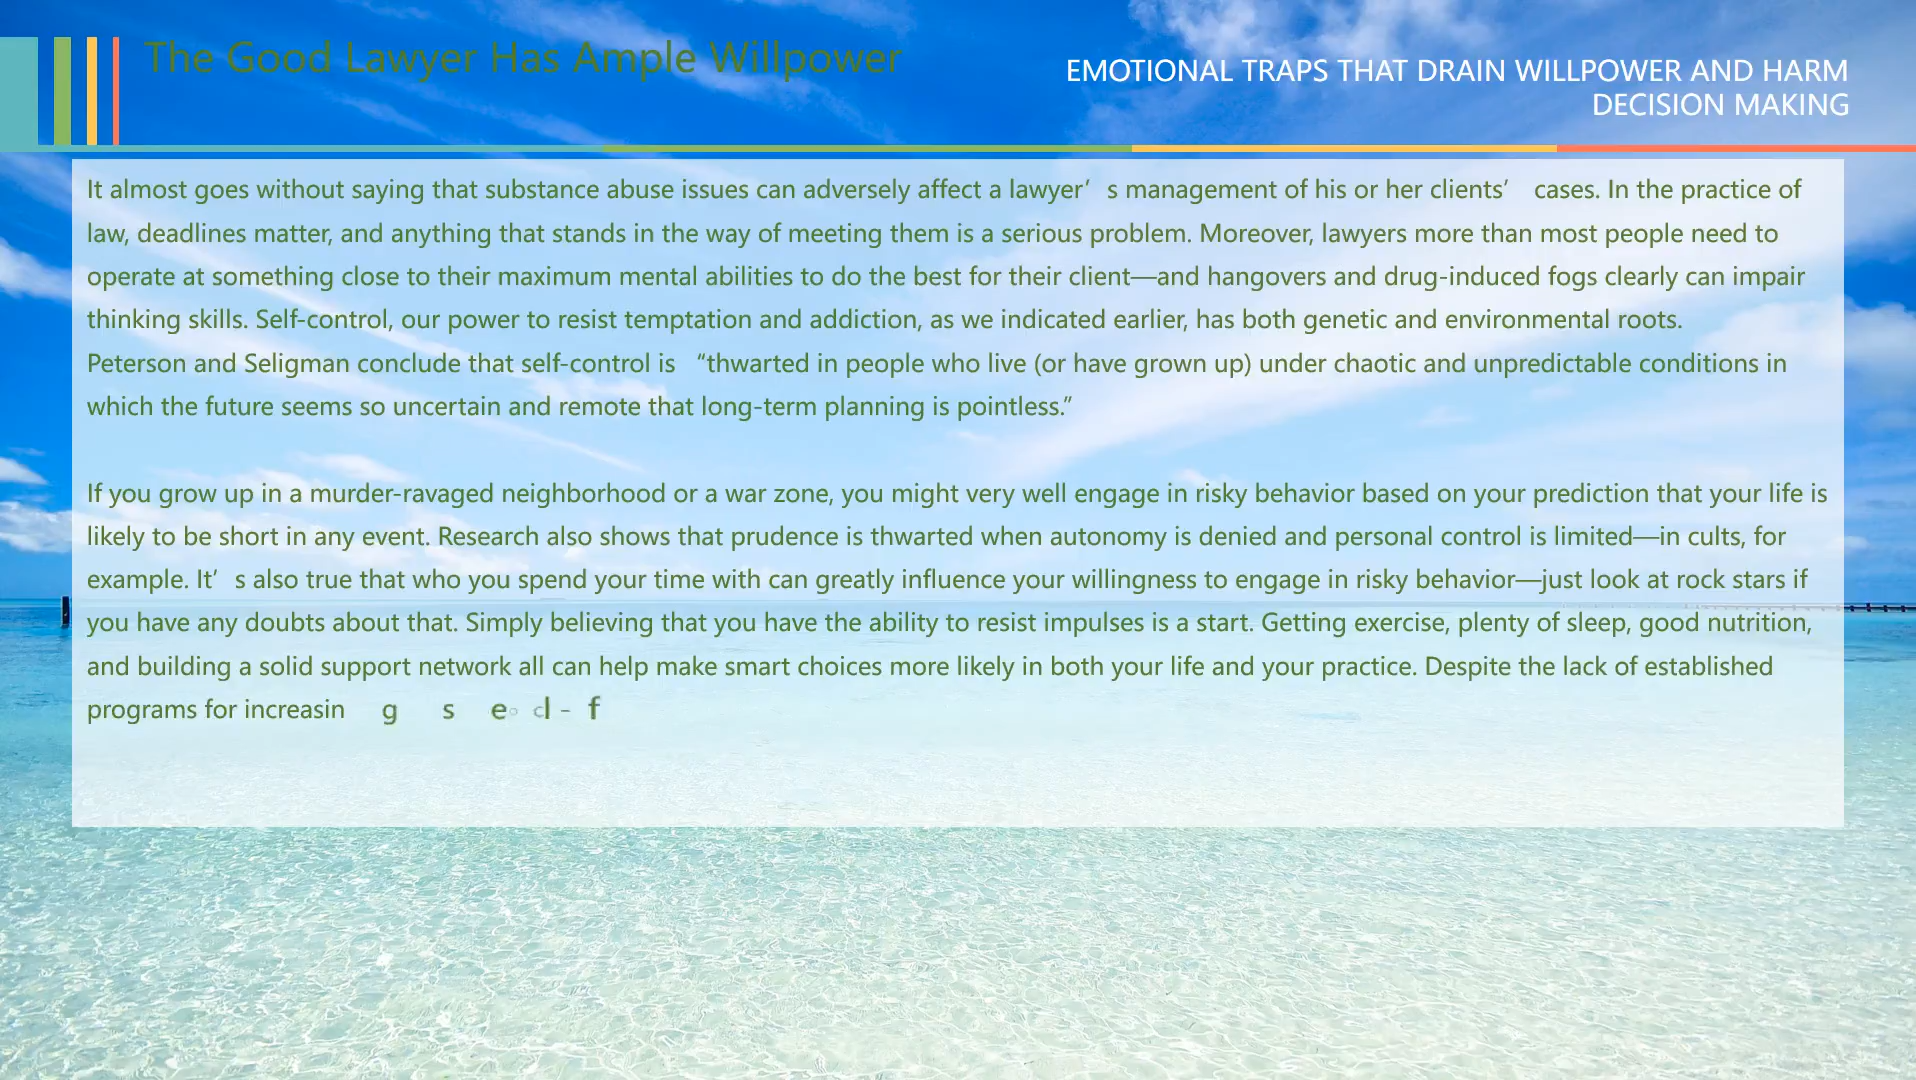 The Good Lawyer Has Ample Willpower
EMOTIONAL TRAPS THAT DRAIN WILLPOWER AND HARM
DECISION MAKING
It almost goes without saying that substance abuse issues can adversely affect a lawyer’ s management of his or her clients’ cases. In the practice of
law, deadlines matter, and anything that stands in the way of meeting them is a serious problem. Moreover, lawyers more than most people need to
operate at something close to their maximum mental abilities to do the best for their client—and hangovers and drug-induced fogs clearly can impair
thinking skills. Self-control, our power to resist temptation and addiction, as we indicated earlier, has both genetic and environmental roots.
Peterson and Seligman conclude that self-control is “thwarted in people who live (or have grown up) under chaotic and unpredictable conditions in
which the future seems so uncertain and remote that long-term planning is pointless.”
If you grow up in a murder-ravaged neighborhood or a war zone, you might very well engage in risky behavior based on your prediction that your life is
likely to be short in any event. Research also shows that prudence is thwarted when autonomy is denied and personal control is limited—in cults, for
example. It’ s also true that who you spend your time with can greatly influence your willingness to engage in risky behavior—just look at rock stars if
you have any doubts about that. Simply believing that you have the ability to resist impulses is a start. Getting exercise, plenty of sleep, good nutrition,
and building a solid support network all can help make smart choices more likely in both your life and your practice. Despite the lack of established
programs for increasing